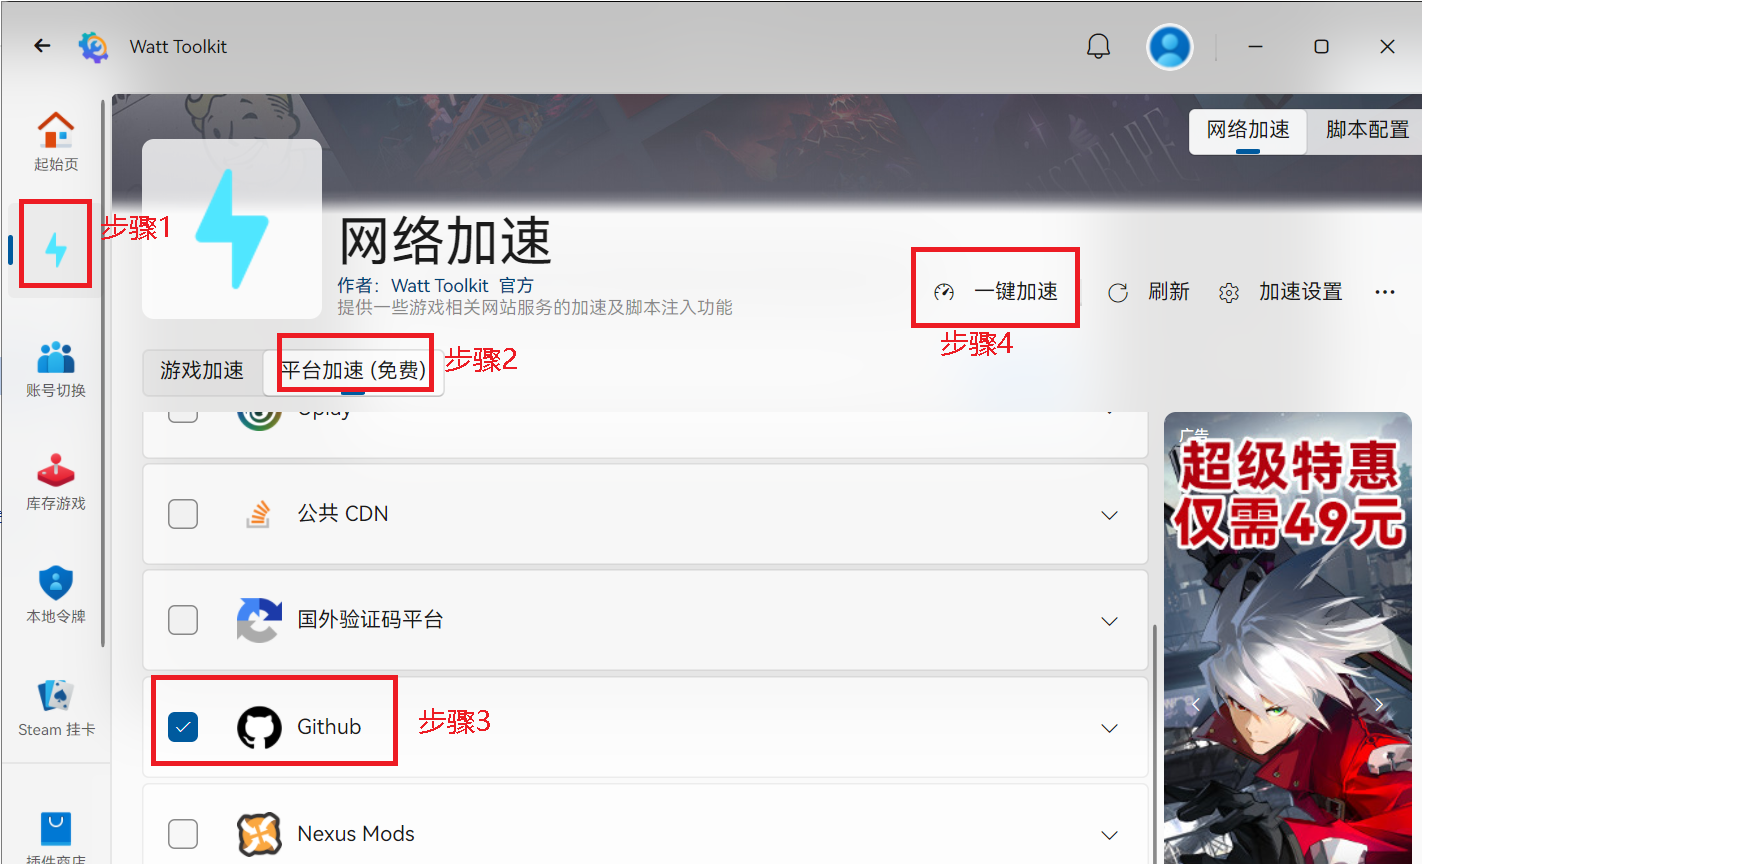 Watt Toolkit
网络加速
脚本配置
起始页
步骤1
网络加速
作者：Watt Toolkit 官方
提供一些游戏相关网站服务的加速及脚本注入功能
一键加速
刷新
加速设置
步骤4
游戏加速
平台加速 (免费)
步骤2
账号切换
库存游戏
本地令牌
Steam 挂卡
插件商店
Uplay
公共 CDN
国外验证码平台
Github
步骤3
Nexus Mods
广告
超级特惠
仅需49元